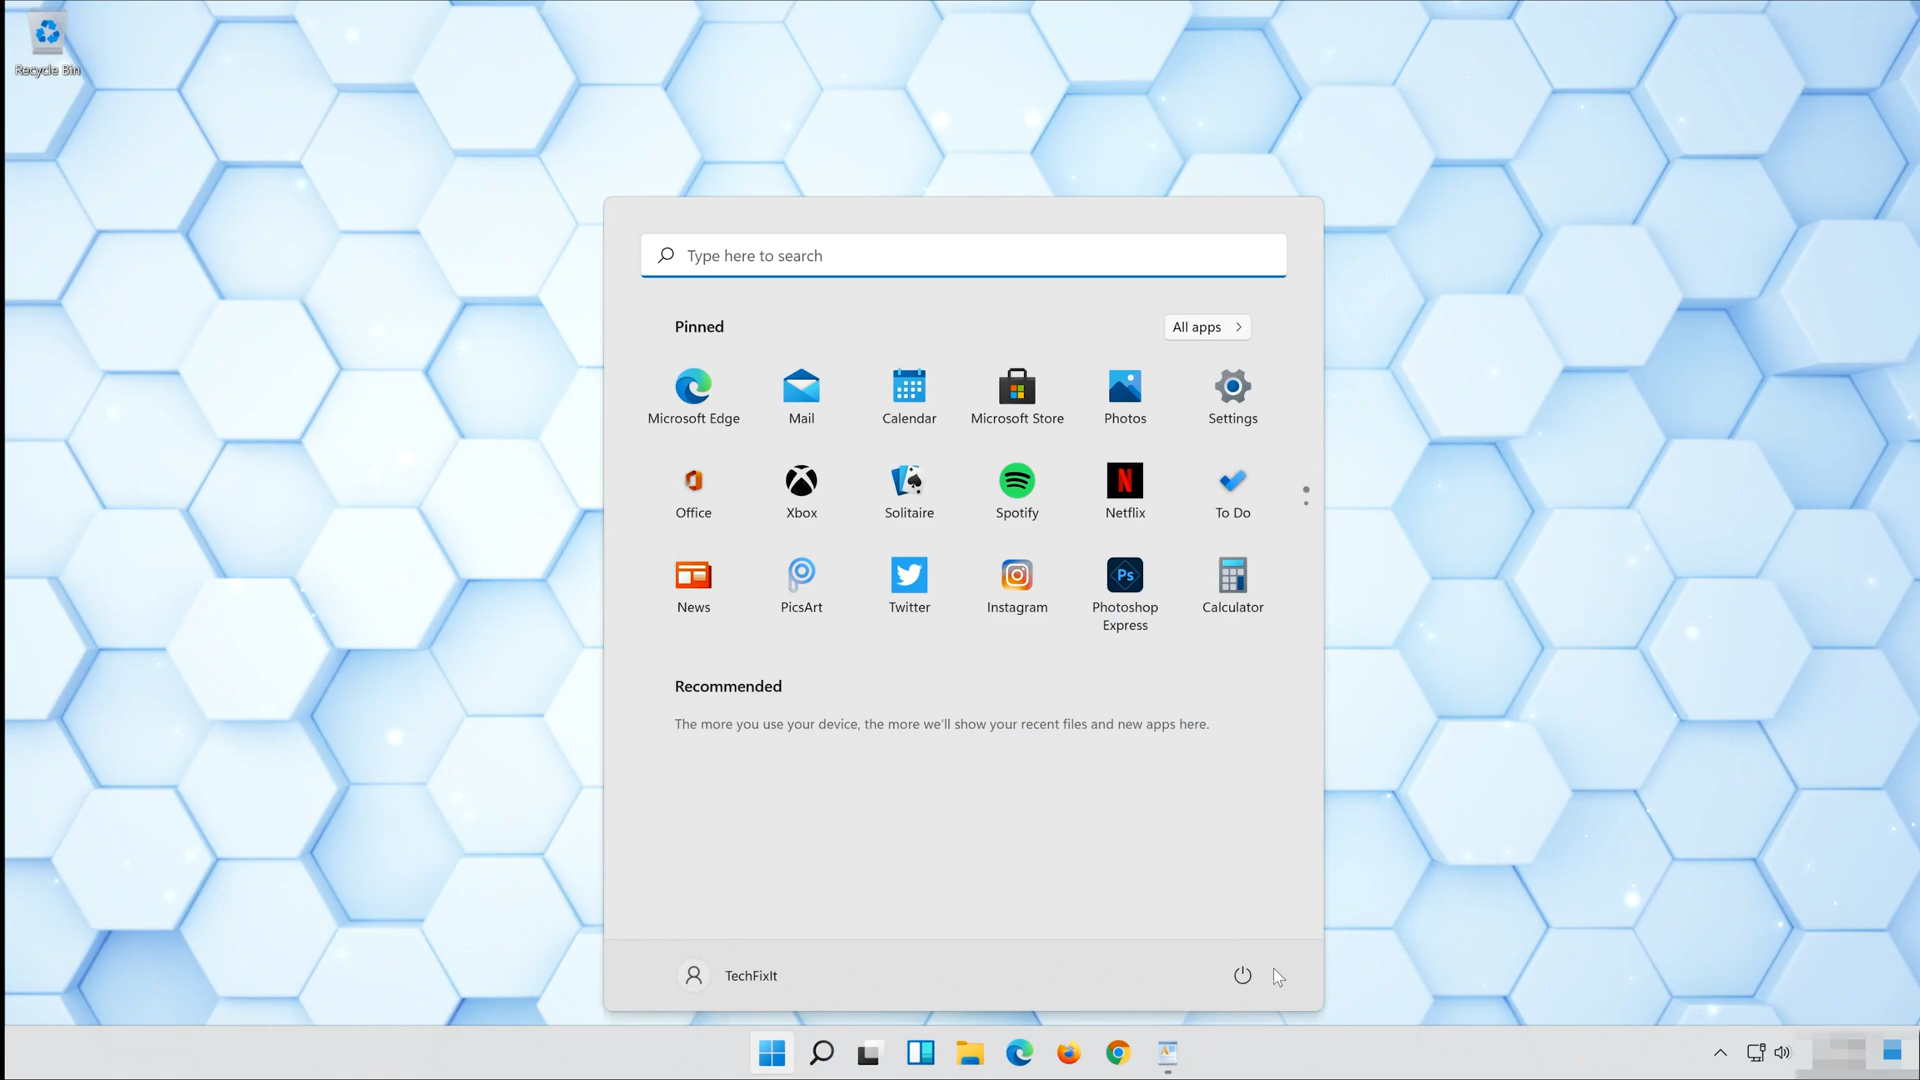 Recycle Bin
Type here to search
Pinned
All apps
Microsoft Edge
Mail
Calendar
Microsoft Store
Photos
Settings
Office
Xbox
Solitaire
Spotify
Netflix
To Do
News
PicsArt
Twitter
Instagram
Ps
Photoshop
Express
Calculator
Recommended
The more you use your device, the more we'll show your recent files and new apps here.
TechFixIt